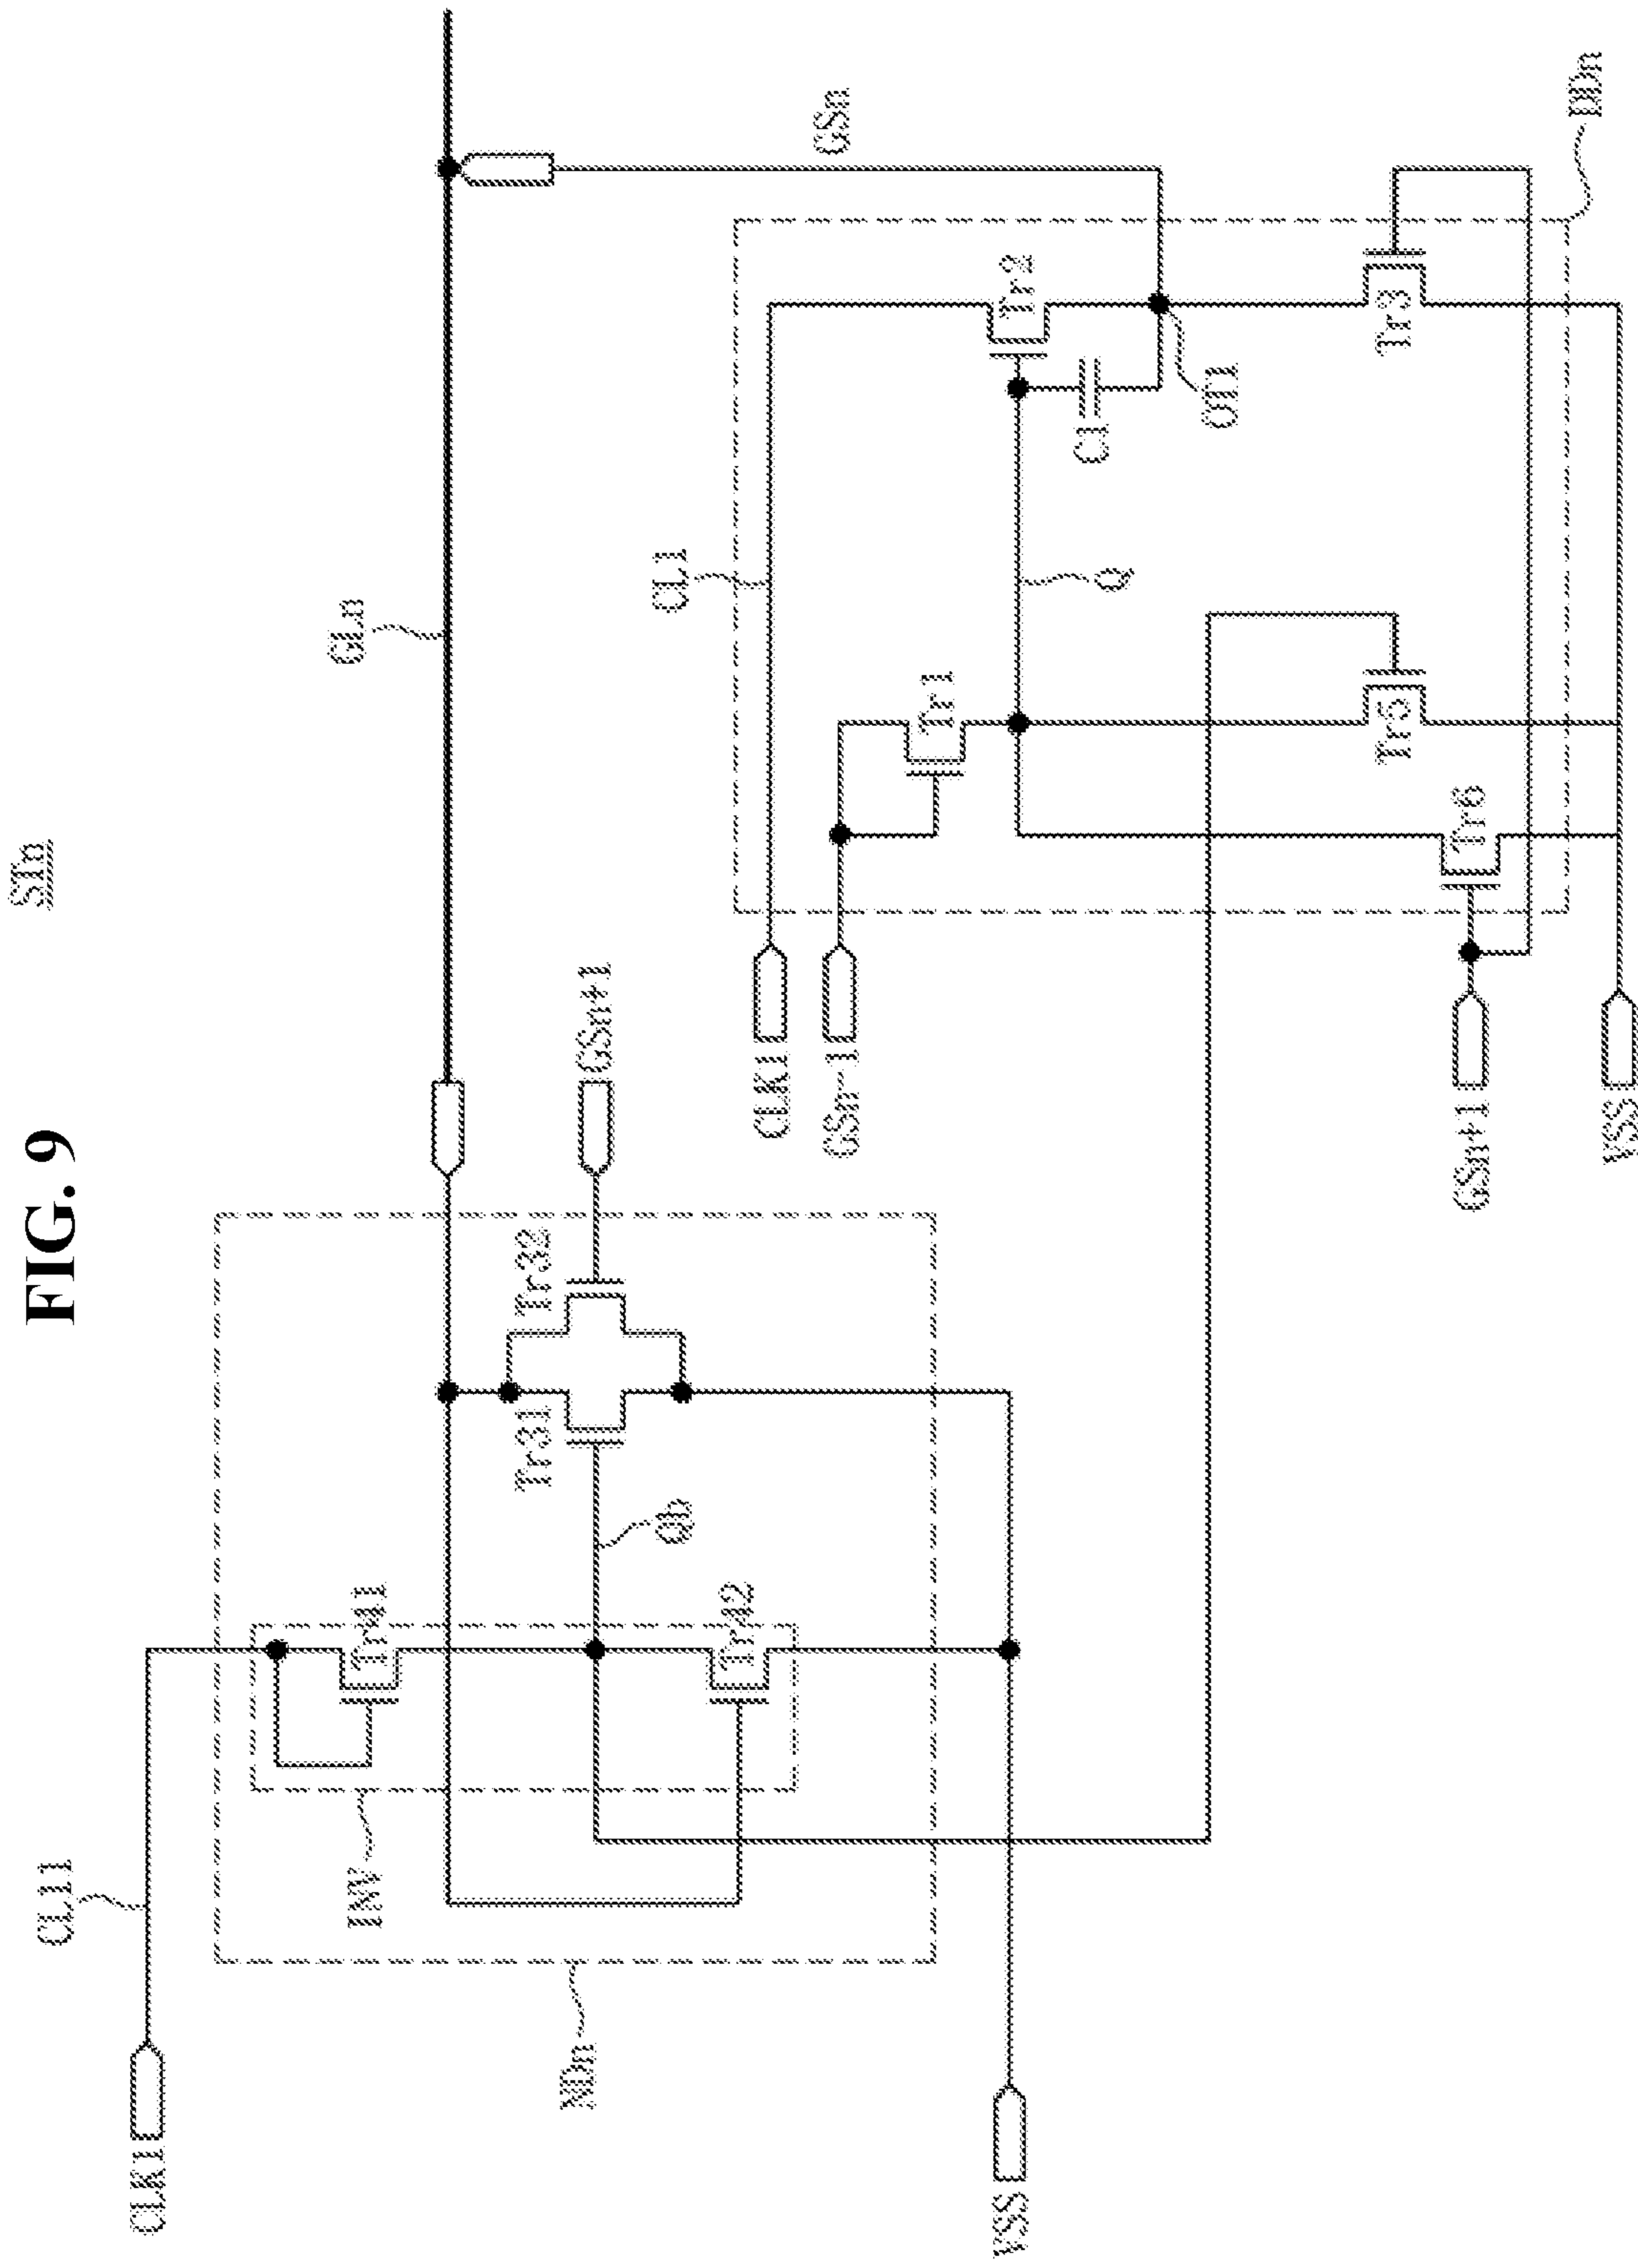 FIG. 9
STn
CLK1
CL11
NDn
INV
Tr41
Tr42
Qb
Tr31
Tr32
GSn+1
VSS
GLn
GSn
CLK1
CL1
GSn-1
Tr1
Q
Tr2
C1
OT1
Tr5
Tr3
Tr6
GSn+1
VSS
DDn